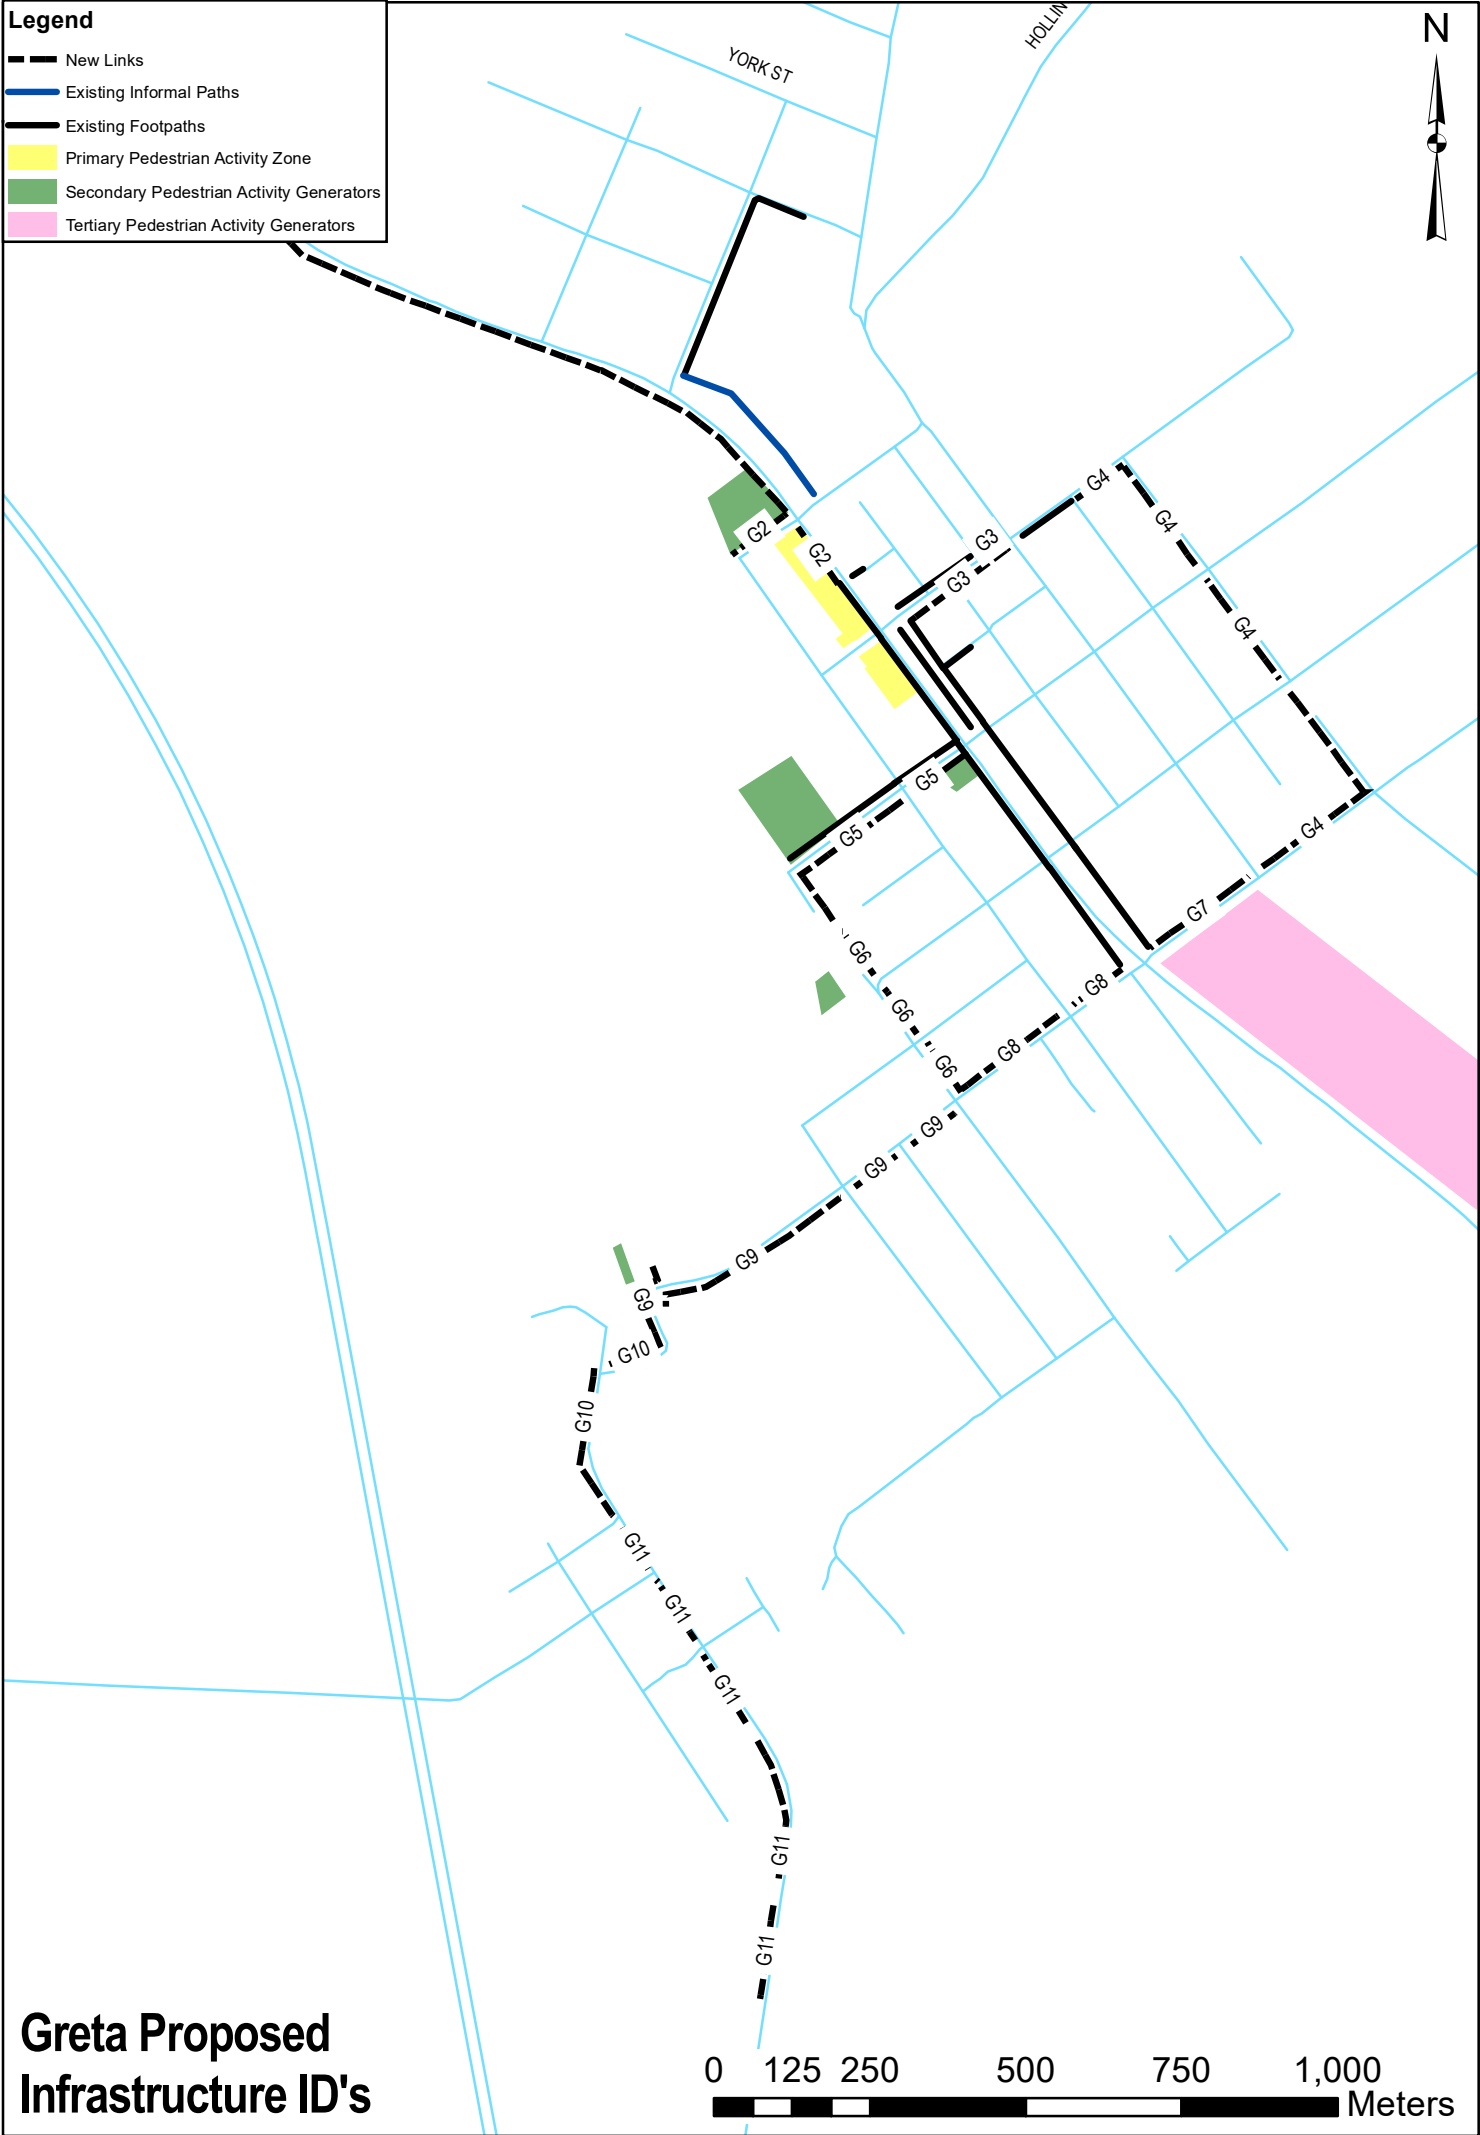 Legend
New Links
Existing Informal Paths
Existing Footpaths
Primary Pedestrian Activity Zone
Secondary Pedestrian Activity Generators
Tertiary Pedestrian Activity Generators
YORK ST
HOLLIN
N
G4
G4
G2
G2
G3
G3
G4
G5
G5
G4
G7
G6
G6
G8
G6
G8
G9
G9
G9
G9
G10
G10
G11
G11
G11
G11
G11
Greta Proposed
Infrastructure ID's
0 125 250 500 750 1,000
Meters